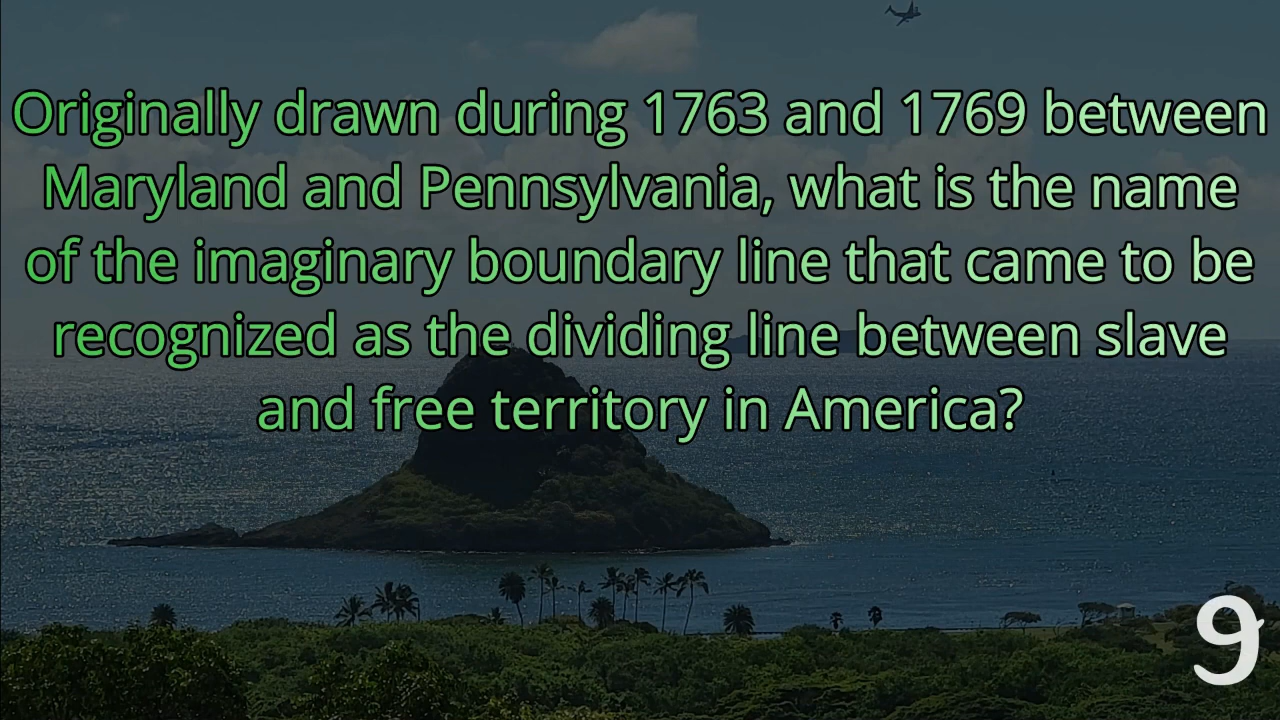 Originally drawn during 1763 and 1769 between
Maryland and Pennsylvania, what is the name
of the imaginary boundary line that came to be
recognized as the dividing line between slave
and free territory in America?
9